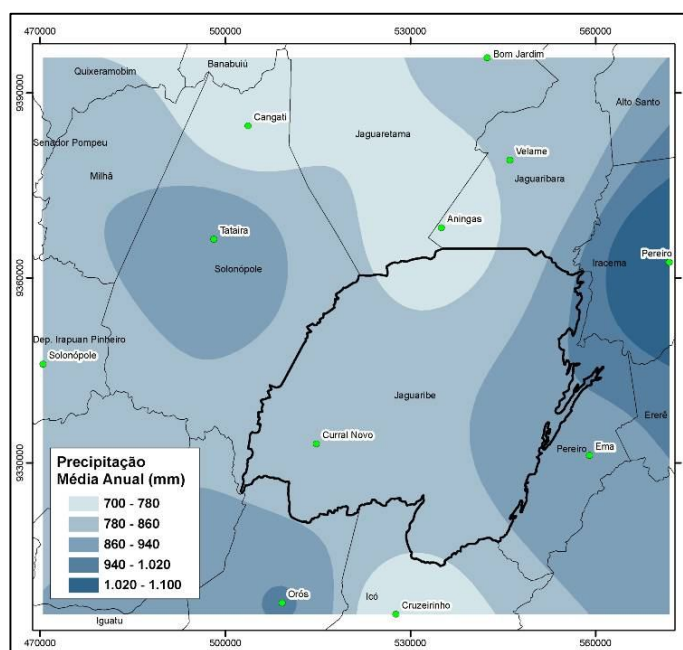 470000 500000 530000 560000
Bom Jardim
Banabuiú
Quixeramobim
9390000 9390000
Alto Santo
Cangati
Jaguaretama
Senador Pompeu
Velame
Milhã
Jaguaribara
Aningas
Tataira
Pereiro
Iracema
Solonópole
9360000 9360000
Dep. Irapuan Pinheiro
Solonópole
Jaguaribe
Ererê
Curral Novo
Pereiro
Ema
9330000 9330000
Precipitação
Média Anual (mm)
700 - 780
780 - 860
860 - 940
940 - 1.020
1.020 - 1.100
Orós
Icó
Cruzeirinho
Iguatu
470000 500000 530000 560000